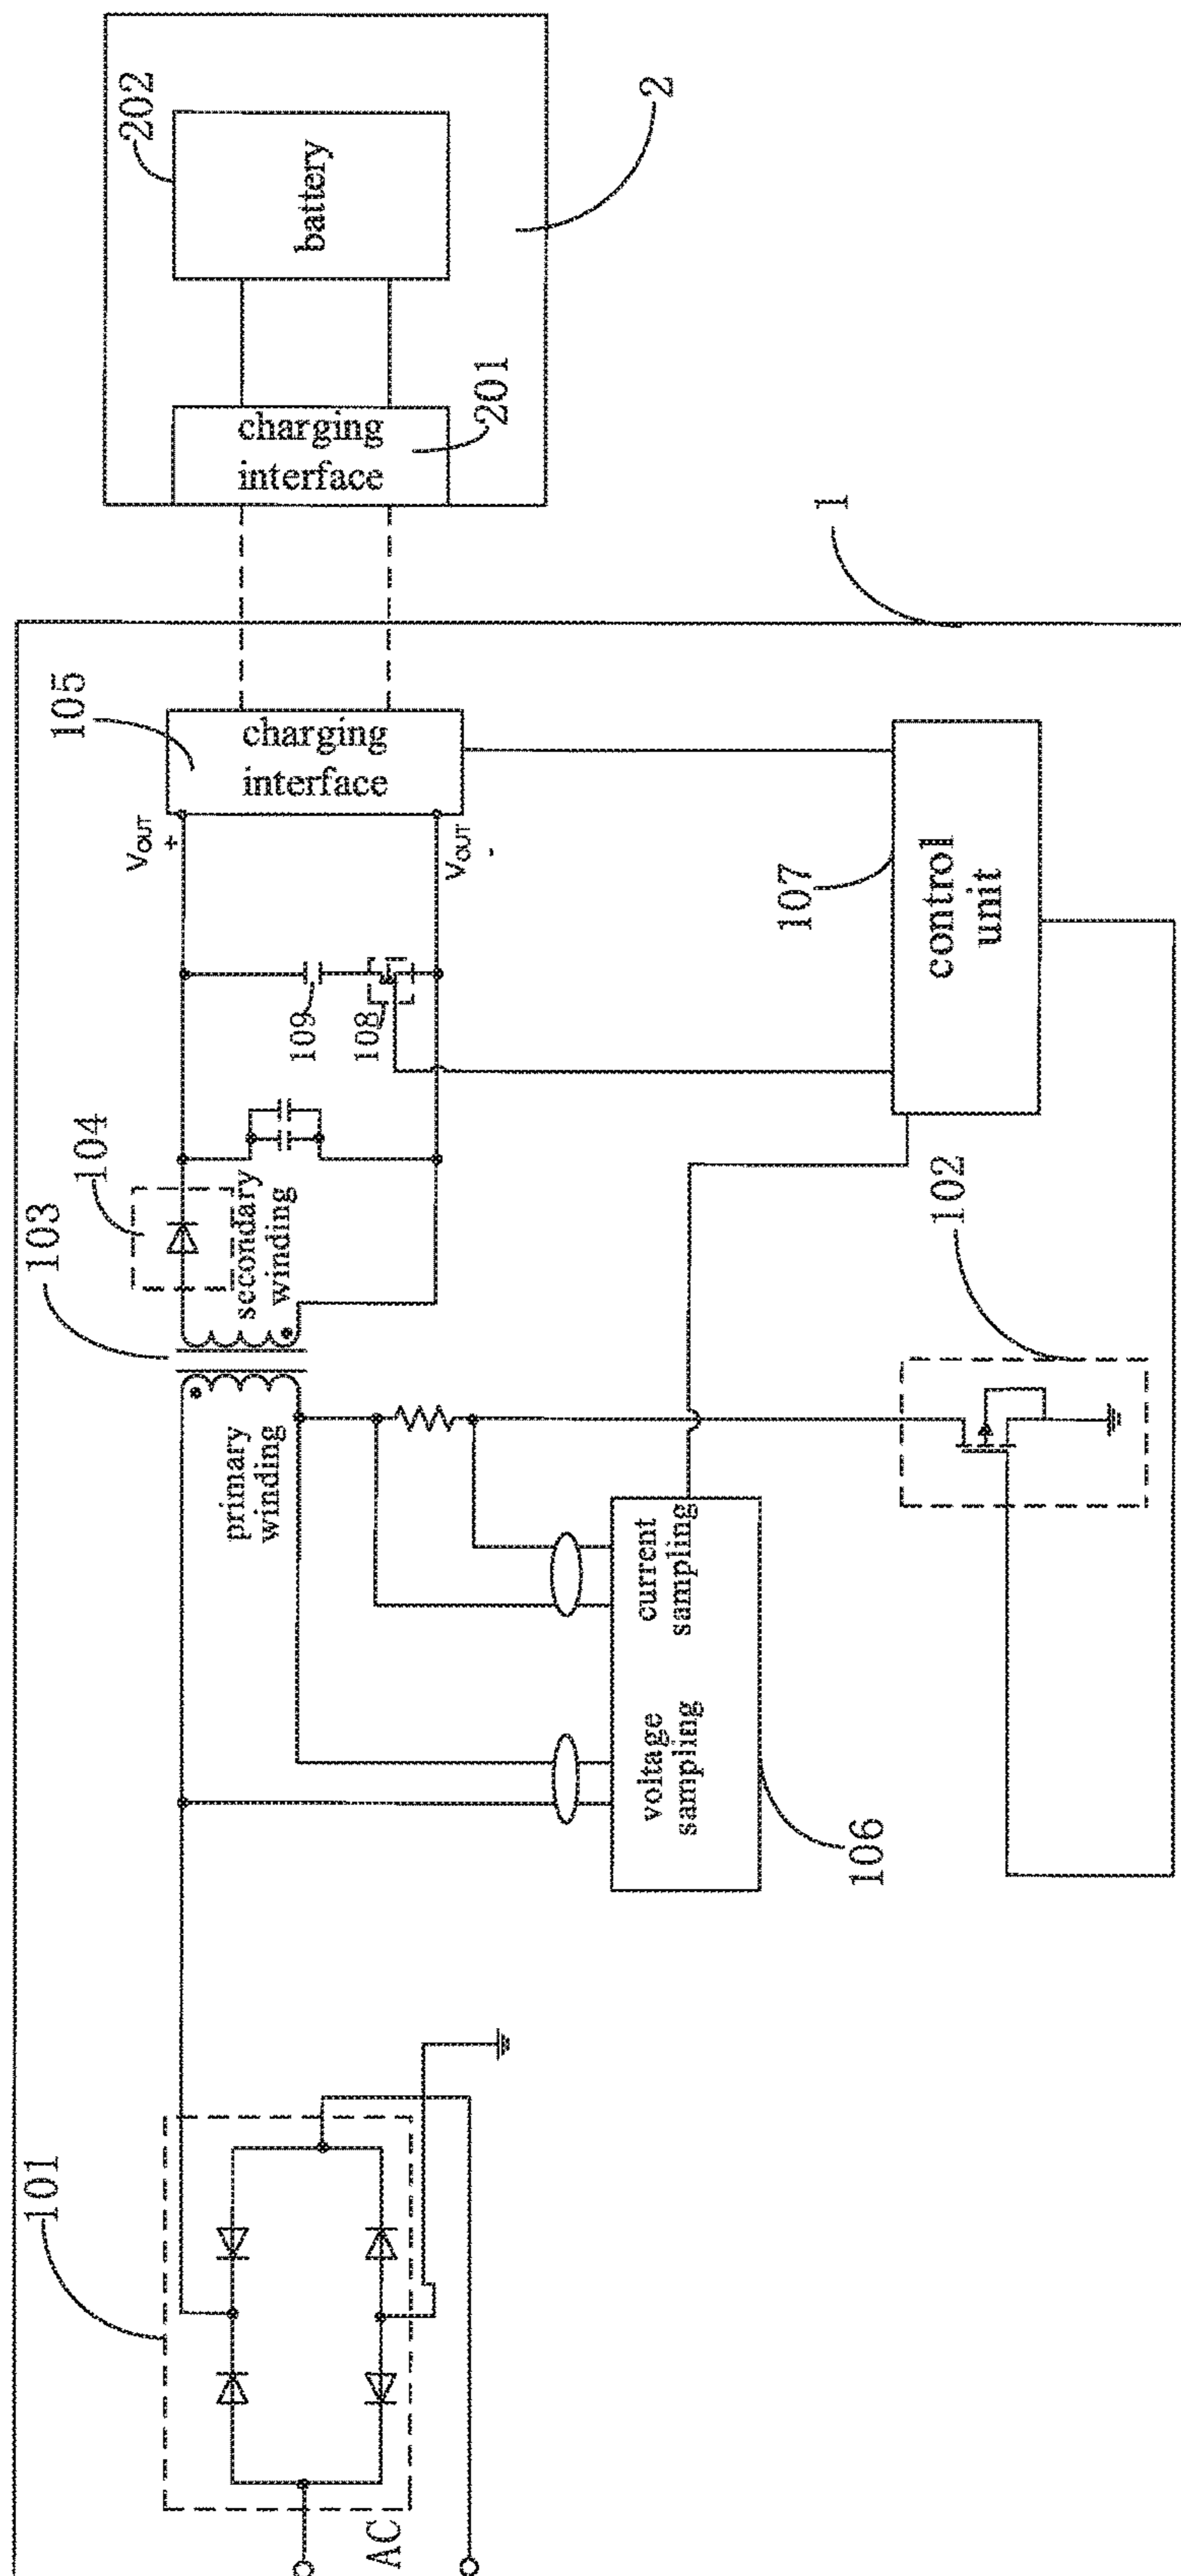 202
battery
2
charging
interface
201
1
105
charging
interface
VOUT
+
VOUT
-
109
108
107
control
unit
104
103
secondary
winding
102
primary
winding
current
sampling
voltage
sampling
106
101
AC